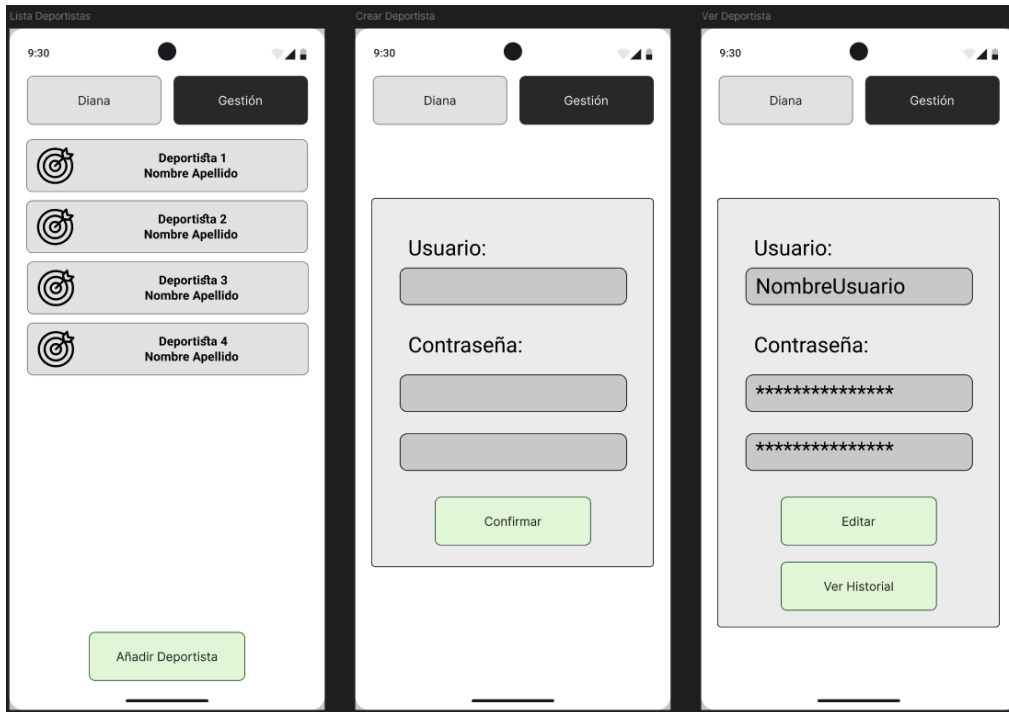 Lista Deportistas
9:30
Diana
Gestión
Deportista 1
Nombre Apellido
Deportista 2
Nombre Apellido
Deportista 3
Nombre Apellido
Deportista 4
Nombre Apellido
Añadir Deportista
Crear Deportista
9:30
Diana
Gestión
Usuario:
Contraseña:
Confirmar
Ver Deportista
9:30
Diana
Gestión
Usuario:
NombreUsuario
Contraseña:
***************
***************
Editar
Ver Historial